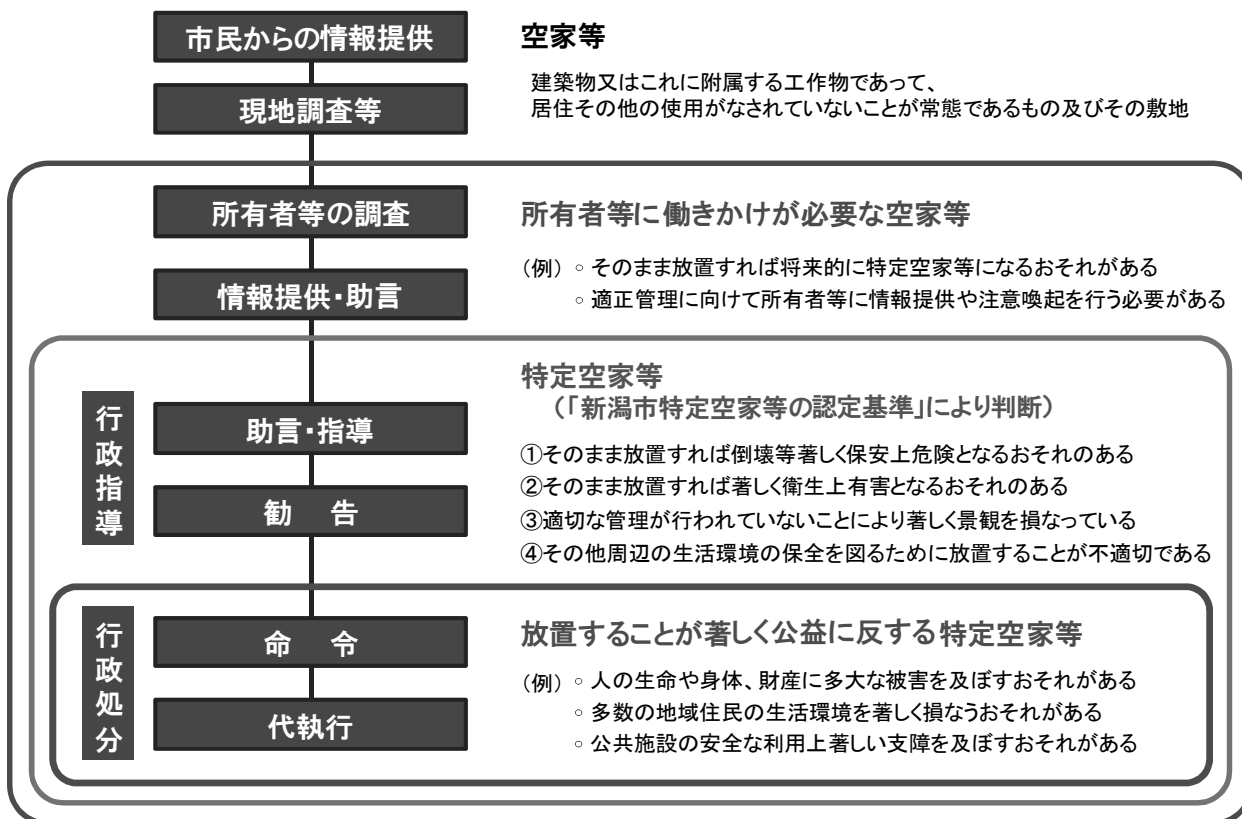 市民からの情報提供
空家等
建築物又はこれに附属する工作物であって、
居住その他の使用がなされていないことが常態であるもの及びその敷地
現地調査等
所有者等の調査
所有者等に働きかけが必要な空家等
(例)◦ そのまま放置すれば将来的に特定空家等になるおそれがある
◦ 適正管理に向けて所有者等に情報提供や注意喚起を行う必要がある
情報提供・助言
行政指導
特定空家等
(「新潟市特定空家等の認定基準」により判断)
助言・指導
①そのまま放置すれば倒壊等著しく保安上危険となるおそれのある
②そのまま放置すれば著しく衛生上有害となるおそれのある
勧 告
③適切な管理が行われていないことにより著しく景観を損なっている
④その他周辺の生活環境の保全を図るために放置することが不適切である
行政処分
命 令
放置することが著しく公益に反する特定空家等
(例)◦ 人の生命や身体、財産に多大な被害を及ぼすおそれがある
◦ 多数の地域住民の生活環境を著しく損なうおそれがある
代執行
◦ 公共施設の安全な利用上著しい支障を及ぼすおそれがある